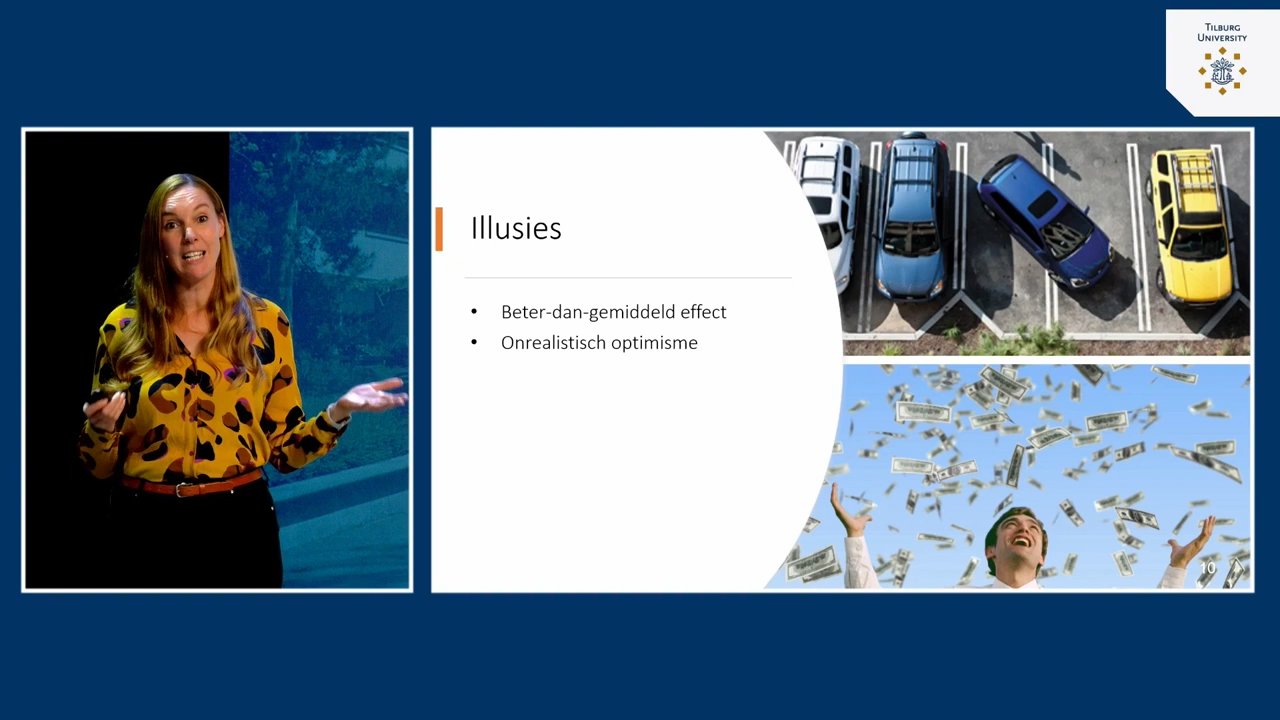 TILBURG
UNIVERSITY
Illusies
• Beter-dan-gemiddeld effect
• Onrealistisch optimisme
10